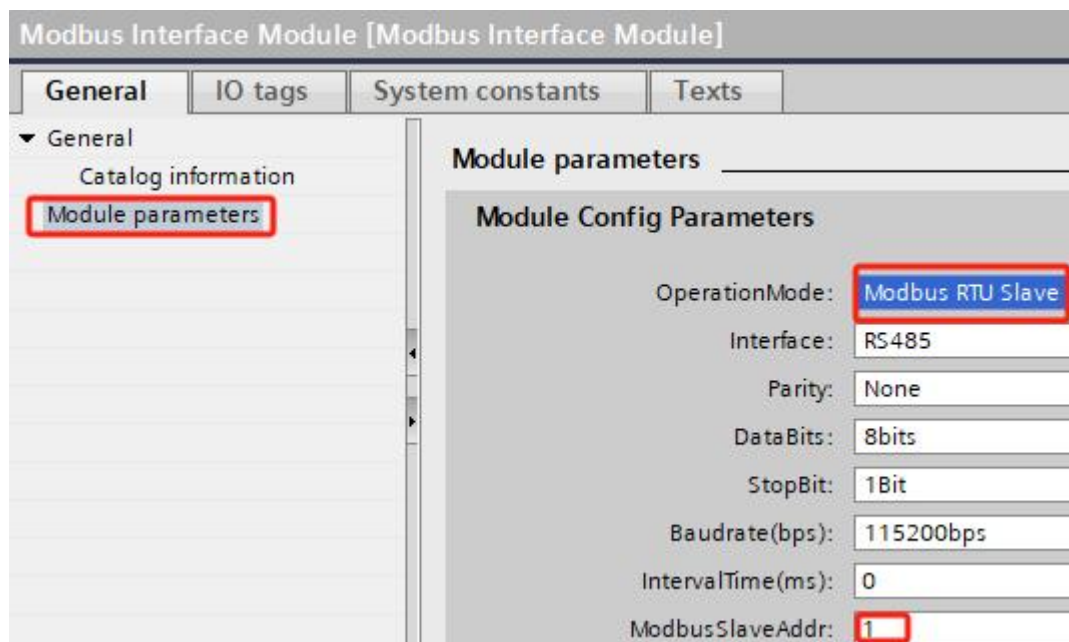 Modbus Interface Module [Modbus Interface Module]
General IO tags System constants Texts
General
Catalog information
Module parameters
Module parameters
Module Config Parameters
OperationMode: Modbus RTU Slave
Interface: RS485
Parity: None
DataBits: 8bits
StopBit: 1Bit
Baudrate(bps): 115200bps
IntervalTime(ms): 0
ModbusSlaveAddr: 1